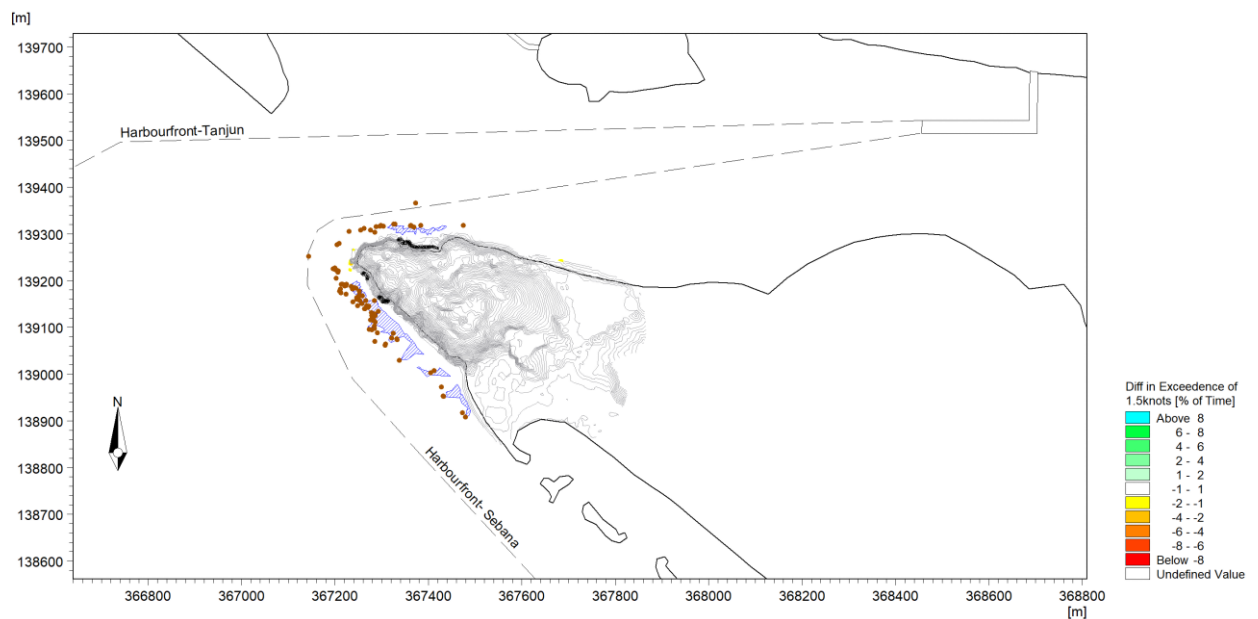 [m]
139700
139600
139500
139400
139300
139200
139100
139000
138900
138800
138700
138600
Harbourfront-Tanjun
Harbourfront- Sebana
N
366800 367000 367200 367400 367600 367800 368000 368200 368400 368600 368800
[m]
Diff in Exceedence of
1.5knots [% of Time]
Above 8
6 - 8
4 - 6
2 - 4
1 - 2
-1 - 1
-2 - -1
-4 - -2
-6 - -4
-8 - -6
Below -8
Undefined Value